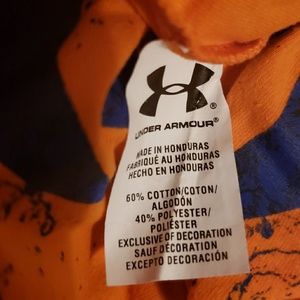 UNDER ARMOUR®
MADE IN HONDURAS
FABRIQUÉ AU HONDURAS
HECHO EN HONDURAS
60% COTTON/COTON/
ALGODÓN
40% POLYESTER/
POLIÉSTER
EXCLUSIVE OF DECORATION
SAUF DÉCORATION
EXCEPTO DECORACIÓN